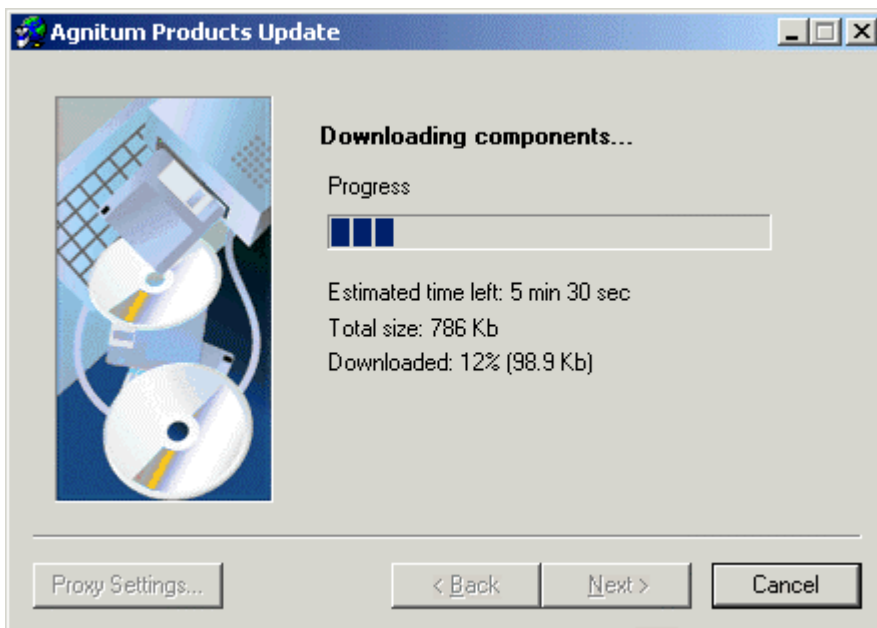 Agnitum Products Update
Downloading components...
Progress
Estimated time left: 5 min 30 sec
Total size: 786 Kb
Downloaded: 12% (98.9 Kb)
Proxy Settings... < Back Next > Cancel